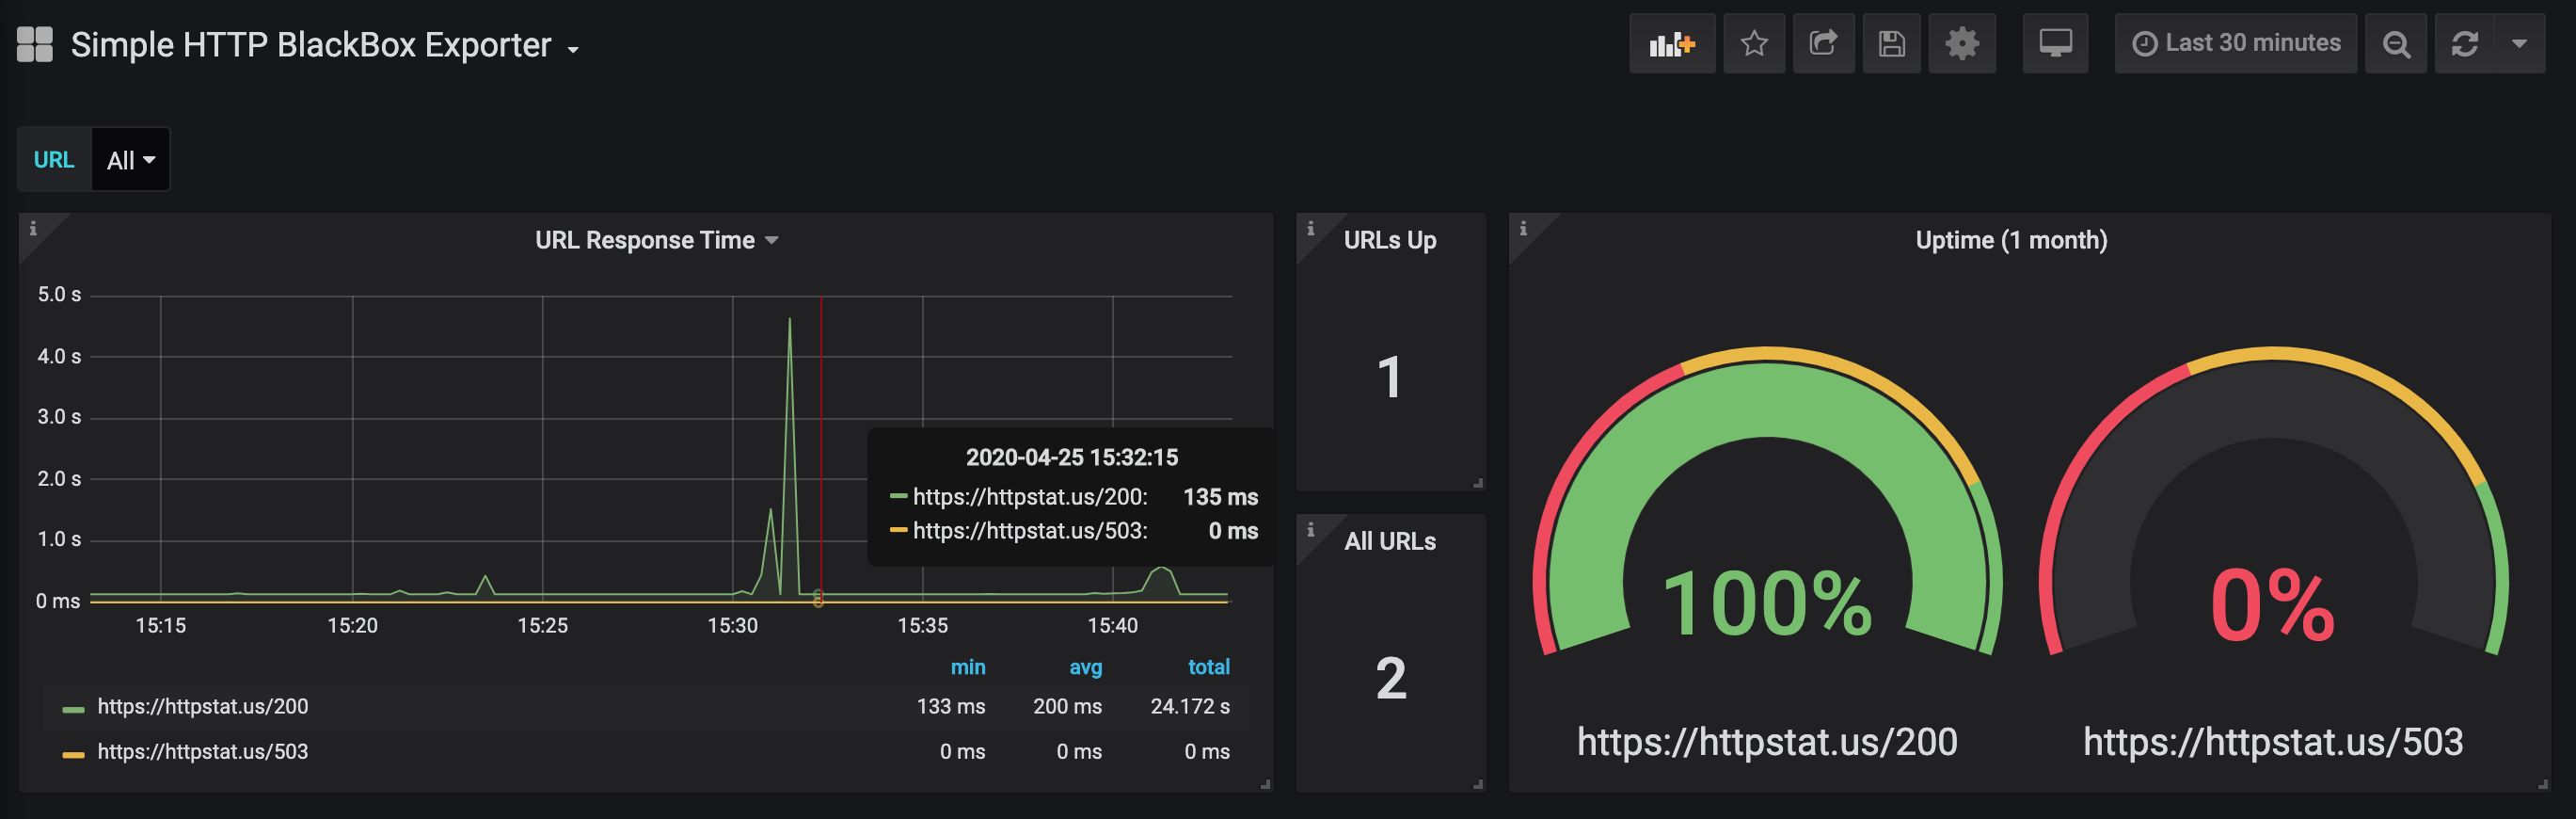 Simple HTTP BlackBox Exporter
Last 30 minutes
URL All
URL Response Time
5.0 s
4.0 s
3.0 s
2.0 s
1.0 s
0 ms
15:15 15:20 15:25 15:30 15:35 15:40
2020-04-25 15:32:15
https://httpstat.us/200: 135 ms
https://httpstat.us/503: 0 ms
min avg total
https://httpstat.us/200 133 ms 200 ms 24.172 s
https://httpstat.us/503 0 ms 0 ms 0 ms
URLs Up
1
All URLs
2
Uptime (1 month)
100% 0%
https://httpstat.us/200 https://httpstat.us/503